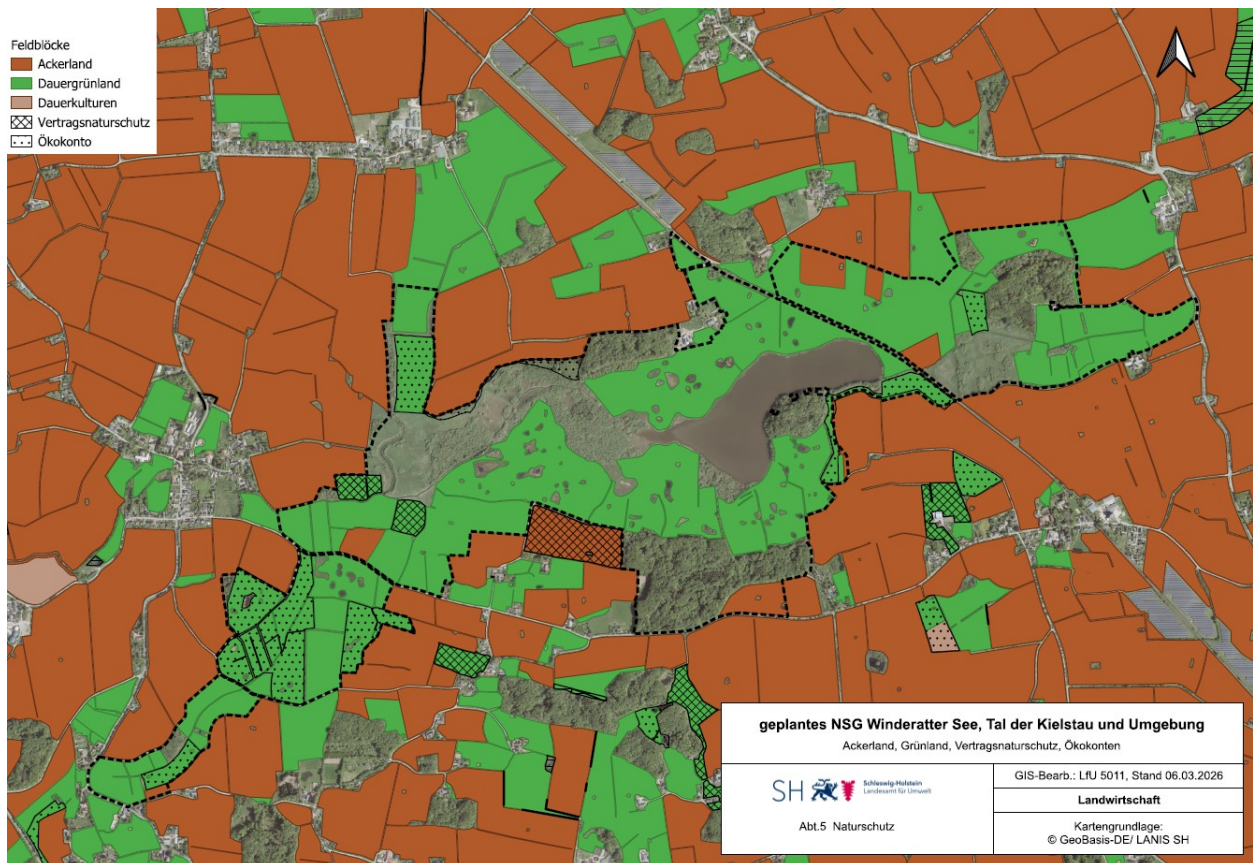 Feldblöcke
Ackerland
Dauergrünland
Dauerkulturen
Vertragsnaturschutz
Ökokonto
geplantes NSG Winderatter See, Tal der Kielstau und Umgebung
Ackerland, Grünland, Vertragsnaturschutz, Ökokonten
SH
Schleswig-Holstein
Landesamt für Umwelt
Abt.5 Naturschutz
GIS-Bearb.: LfU 5011, Stand 06.03.2026
Landwirtschaft
Kartengrundlage:
© GeoBasis-DE/ LANIS SH